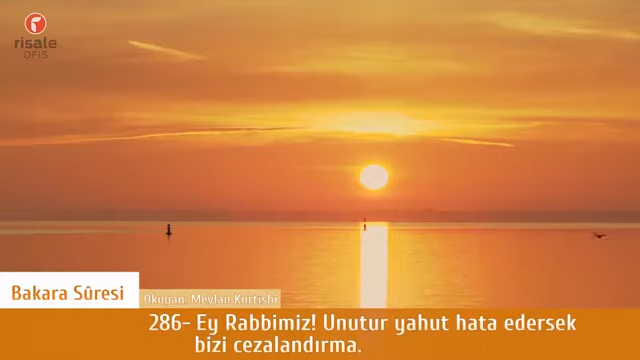 risale
OFİS
Bakara Sûresi
Okuyan: Mevlan Kurtishi
286- Ey Rabbimiz! Unutur yahut hata edersek
bizi cezalandırma.